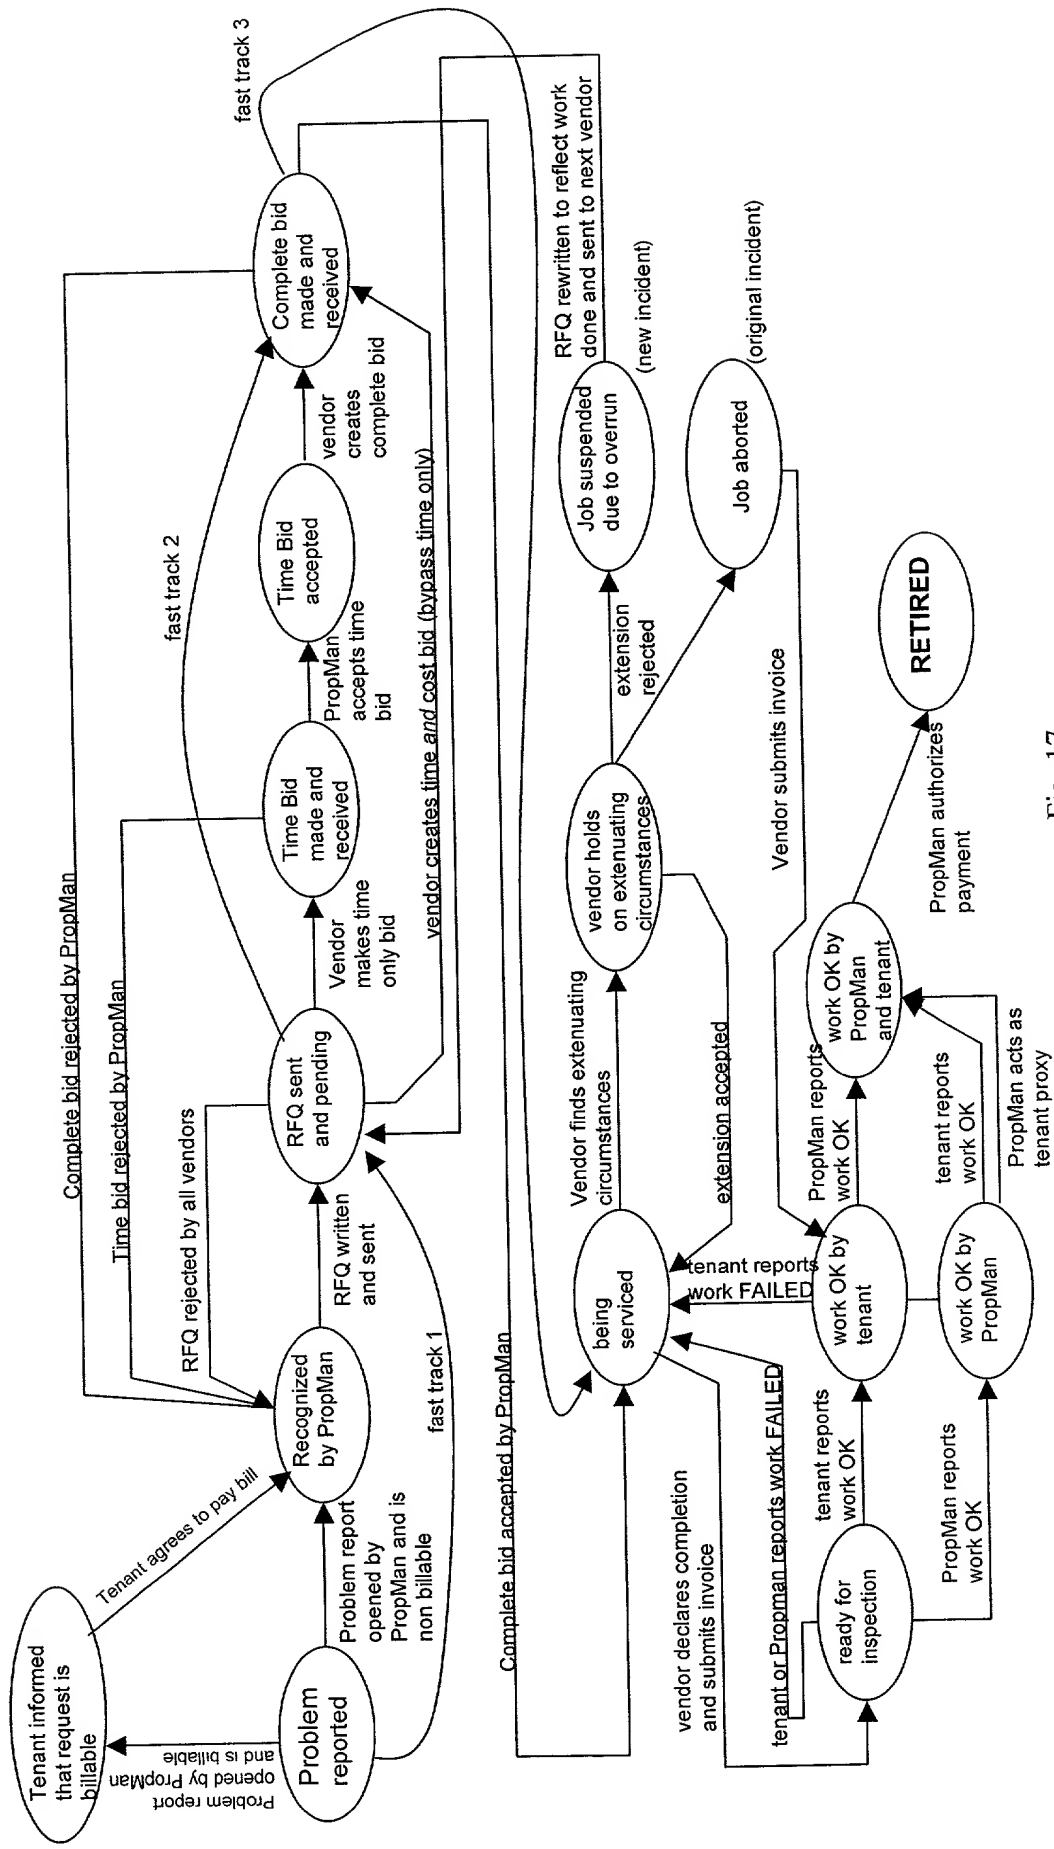 Tenant informed
that request is
billable
Tenant agrees to pay bill
Problem report
opened by PropMan
and is billable
Problem
reported
Problem report
opened by
PropMan and is
non billable
fast track 1
Complete bid rejected by PropMan
Time bid rejected by PropMan
RFQ rejected by all vendors
Recognized
by PropMan
RFQ written
and sent
RFQ sent
and pending
Vendor
makes time
only bid
Time Bid
made and
received
PropMan
accepts time
bid
Time Bid
accepted
vendor
creates
complete bid
Complete bid
made and
received
fast track 2
fast track 3
vendor creates time and cost bid (bypass time only)
Complete bid accepted by PropMan
being
serviced
Vendor finds extenuating
circumstances
vendor holds
on extenuating
circumstances
extension accepted
extension
rejected
Job suspended
due to overrun
RFQ rewritten to reflect work
done and sent to next vendor
(new incident)
Job aborted
(original incident)
Vendor submits invoice
vendor declares completion
and submits invoice
tenant or Propman reports work FAILED
tenant reports
work FAILED
ready for
inspection
tenant reports
work OK
PropMan reports
work OK
work OK by
tenant
work OK by
PropMan
PropMan reports
work OK
tenant reports
work OK
PropMan acts as
tenant proxy
work OK by
PropMan
and tenant
PropMan authorizes
payment
RETIRED